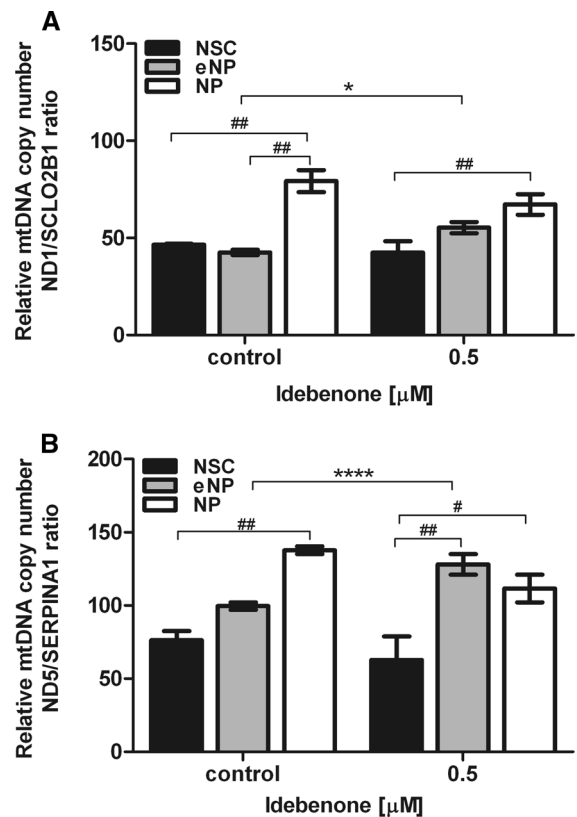 A
Relative mtDNA copy number
ND1/SCLO2B1 ratio
150
100
50
0
NSC
eNP
NP
*
##
##
##
control
0.5
Idebenone [µM]
B
Relative mtDNA copy number
ND5/SERPINA1 ratio
200
150
100
50
0
NSC
eNP
NP
****
##
#
##
control
0.5
Idebenone [µM]